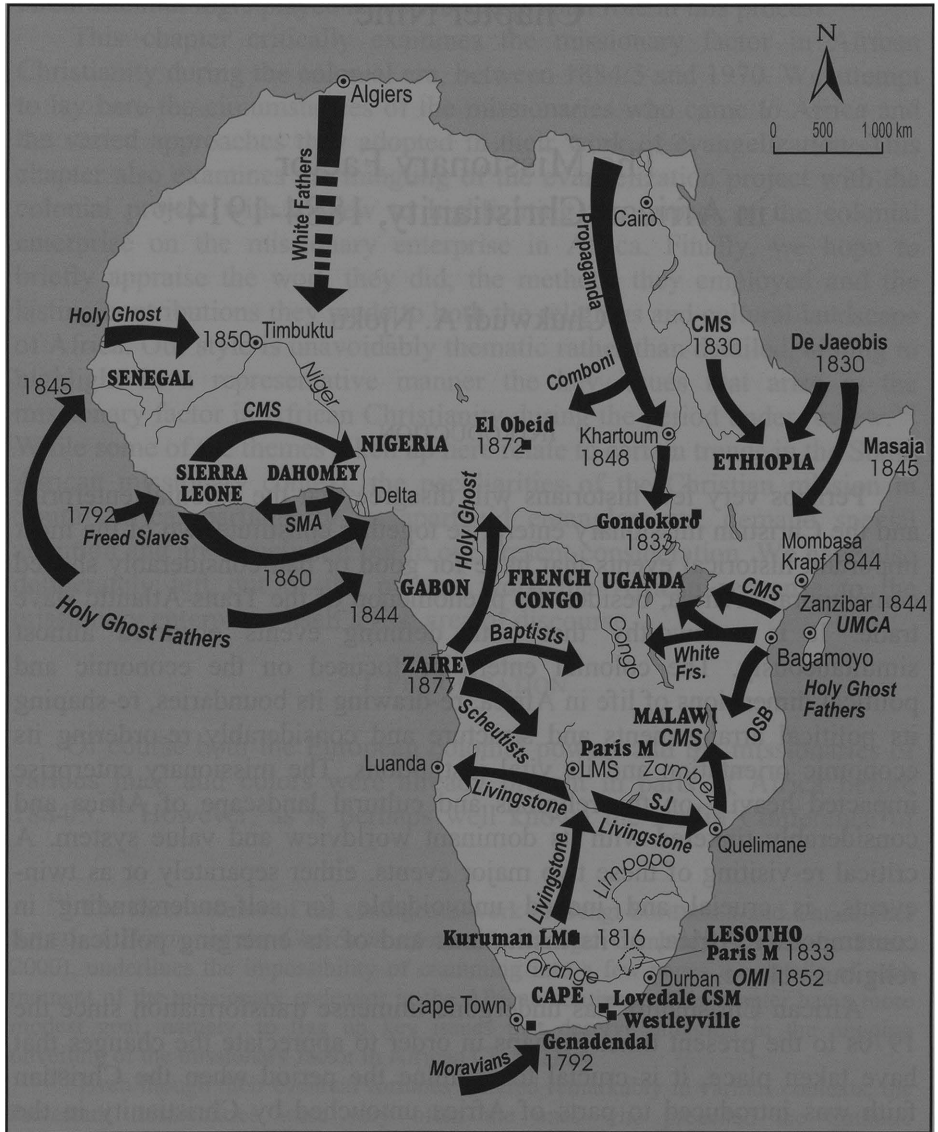 N
0 500 1 000 km
Algiers
White Fathers
Cairo
Propaganda
Holy Ghost
1850
Timbuktu
CMS
1830
De Jaeobis
1830
1845
SENEGAL
Niger
Comboni
CMS
NIGERIA
El Obeid
1872
Khartoum
1848
ETHIOPIA
Masaja
1845
SIERRA
LEONE
DAHOMEY
Delta
SMA
1792
Freed Slaves
Holy Ghost
Gondokoro
1833
Mombasa
Krapf 1844
1860
GABON
FRENCH
CONGO
UGANDA
CMS
Zanzibar 1844
UMCA
Holy Ghost Fathers
1844
Congo
Baptists
White
Frs.
Bagamoyo
ZAIRE
1877
Holy Ghost
Fathers
Scheutists
MALAWI
CMS
OSB
Paris M
LMS
Zambezi
Luanda
Livingstone
SJ
Livingstone
Quelimane
Livingstone
Limpopo
Kuruman LMS
1816
LESOTHO
Paris M 1833
Orange
Durban OMI 1852
CAPE
Lovedale CSM
Westleyville
Cape Town
Genadendal
1792
Moravians